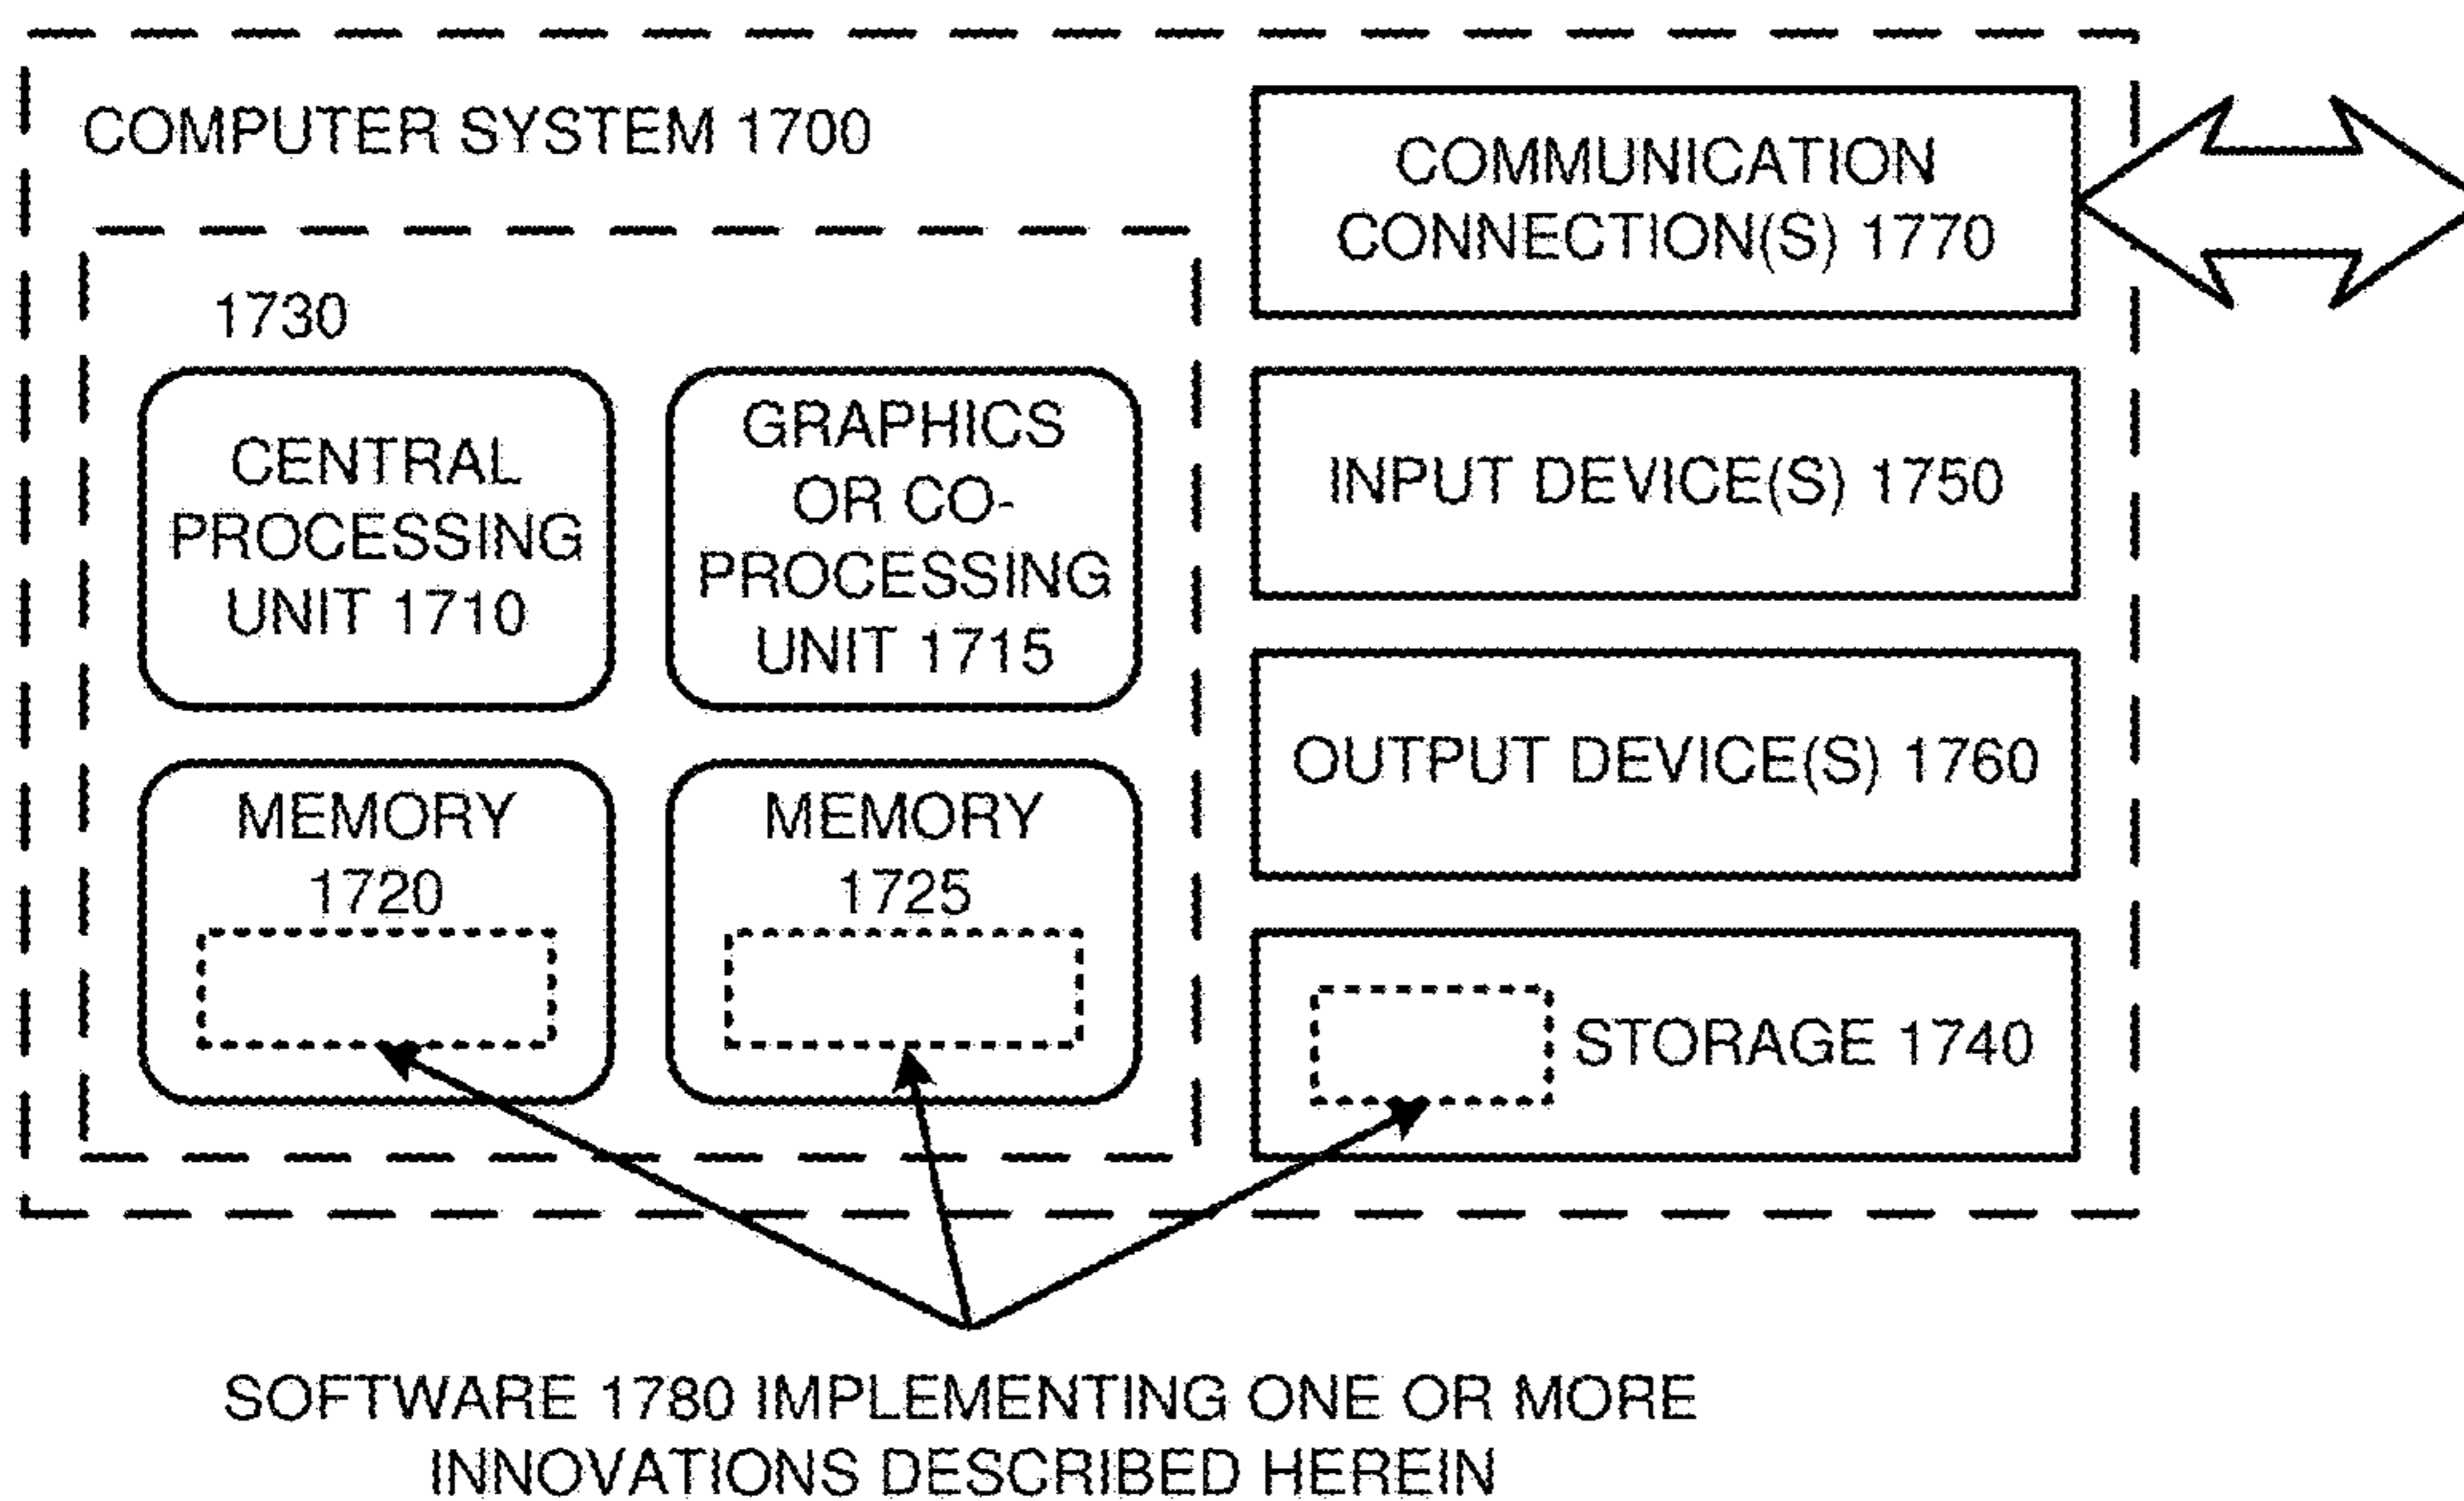 COMPUTER SYSTEM 1700
1730
CENTRAL
PROCESSING
UNIT 1710
GRAPHICS
OR CO-
PROCESSING
UNIT 1715
MEMORY
1720
MEMORY
1725
COMMUNICATION
CONNECTION(S) 1770
INPUT DEVICE(S) 1750
OUTPUT DEVICE(S) 1760
STORAGE 1740
SOFTWARE 1780 IMPLEMENTING ONE OR MORE
INNOVATIONS DESCRIBED HEREIN